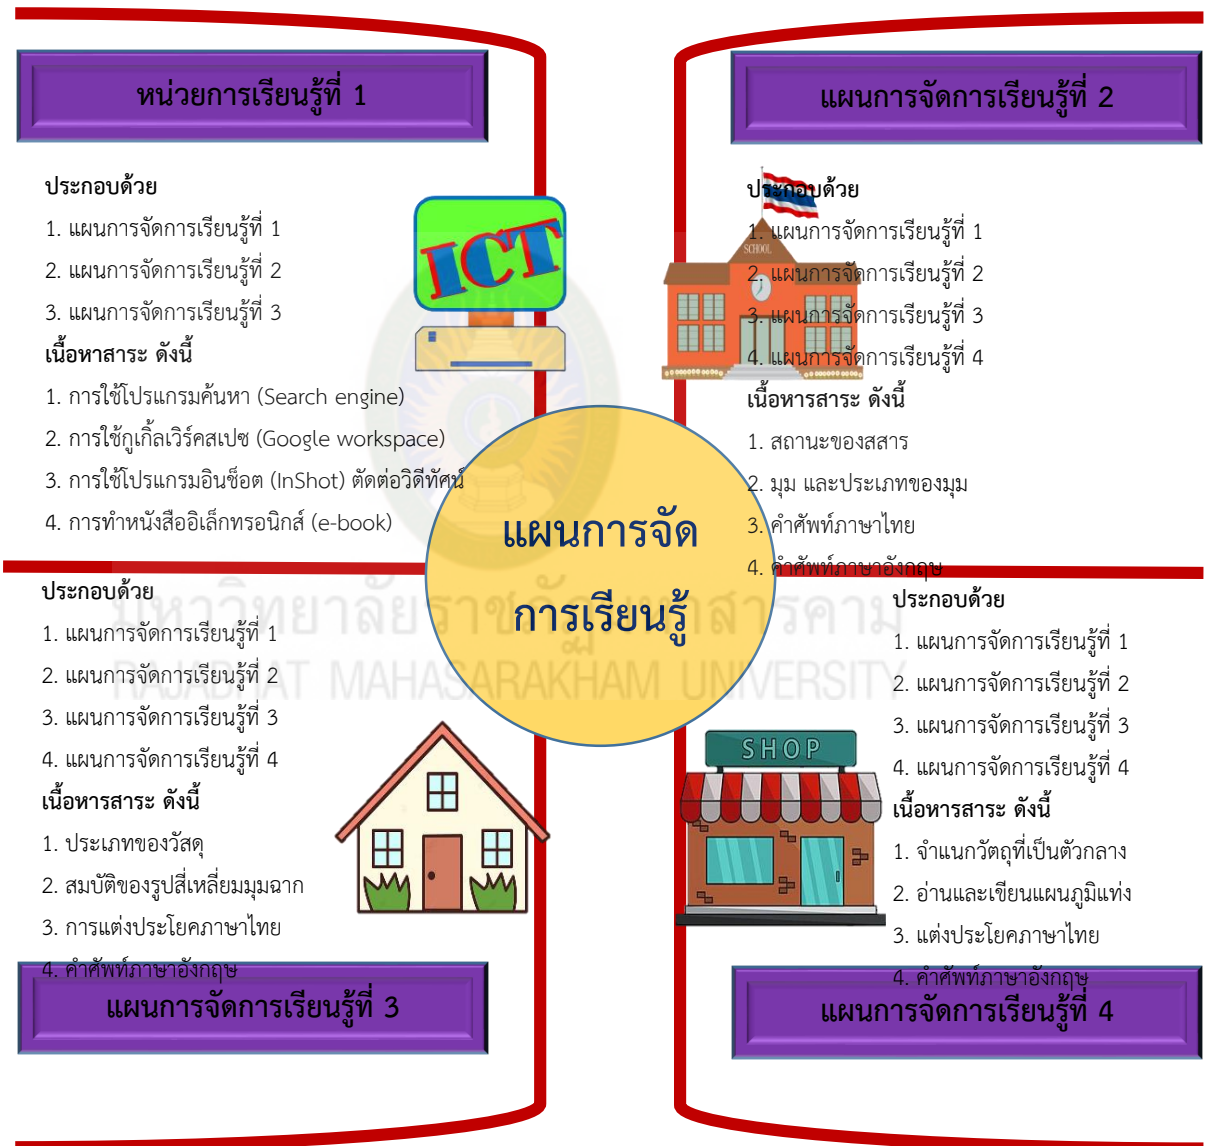 หน่วยการเรียนรู้ที่ 1
ประกอบด้วย
1. แผนการจัดการเรียนรู้ที่ 1
2. แผนการจัดการเรียนรู้ที่ 2
3. แผนการจัดการเรียนรู้ที่ 3
เนื้อหาสาระ ดังนี้
1. การใช้โปรแกรมค้นหา (Search engine)
2. การใช้กูเกิ้ลเวิร์คสเปซ (Google workspace)
3. การใช้โปรแกรมอินช็อต (InShot) ตัดต่อวิดีทัศน์
4. การทำหนังสืออิเล็กทรอนิกส์ (e-book)
ICT
แผนการจัดการเรียนรู้ที่ 2
ประกอบด้วย
1. แผนการจัดการเรียนรู้ที่ 1
2. แผนการจัดการเรียนรู้ที่ 2
3. แผนการจัดการเรียนรู้ที่ 3
4. แผนการจัดการเรียนรู้ที่ 4
เนื้อหารสาระ ดังนี้
1. สถานะของสสาร
2. มุม และประเภทของมุม
3. คำศัพท์ภาษาไทย
4. คำศัพท์ภาษาอังกฤษ
SCHOOL
แผนการจัด
การเรียนรู้
มหาวิทยาลัยราชภัฏมหาสารคาม
RAJABHAT MAHASARAKHAM UNIVERSITY
ประกอบด้วย
1. แผนการจัดการเรียนรู้ที่ 1
2. แผนการจัดการเรียนรู้ที่ 2
3. แผนการจัดการเรียนรู้ที่ 3
4. แผนการจัดการเรียนรู้ที่ 4
เนื้อหารสาระ ดังนี้
1. ประเภทของวัสดุ
2. สมบัติของรูปสี่เหลี่ยมมุมฉาก
3. การแต่งประโยคภาษาไทย
4. คำศัพท์ภาษาอังกฤษ
แผนการจัดการเรียนรู้ที่ 3
ประกอบด้วย
1. แผนการจัดการเรียนรู้ที่ 1
2. แผนการจัดการเรียนรู้ที่ 2
3. แผนการจัดการเรียนรู้ที่ 3
4. แผนการจัดการเรียนรู้ที่ 4
เนื้อหารสาระ ดังนี้
1. จำแนกวัตถุที่เป็นตัวกลาง
2. อ่านและเขียนแผนภูมิแท่ง
3. แต่งประโยคภาษาไทย
4. คำศัพท์ภาษาอังกฤษ
SHOP
แผนการจัดการเรียนรู้ที่ 4